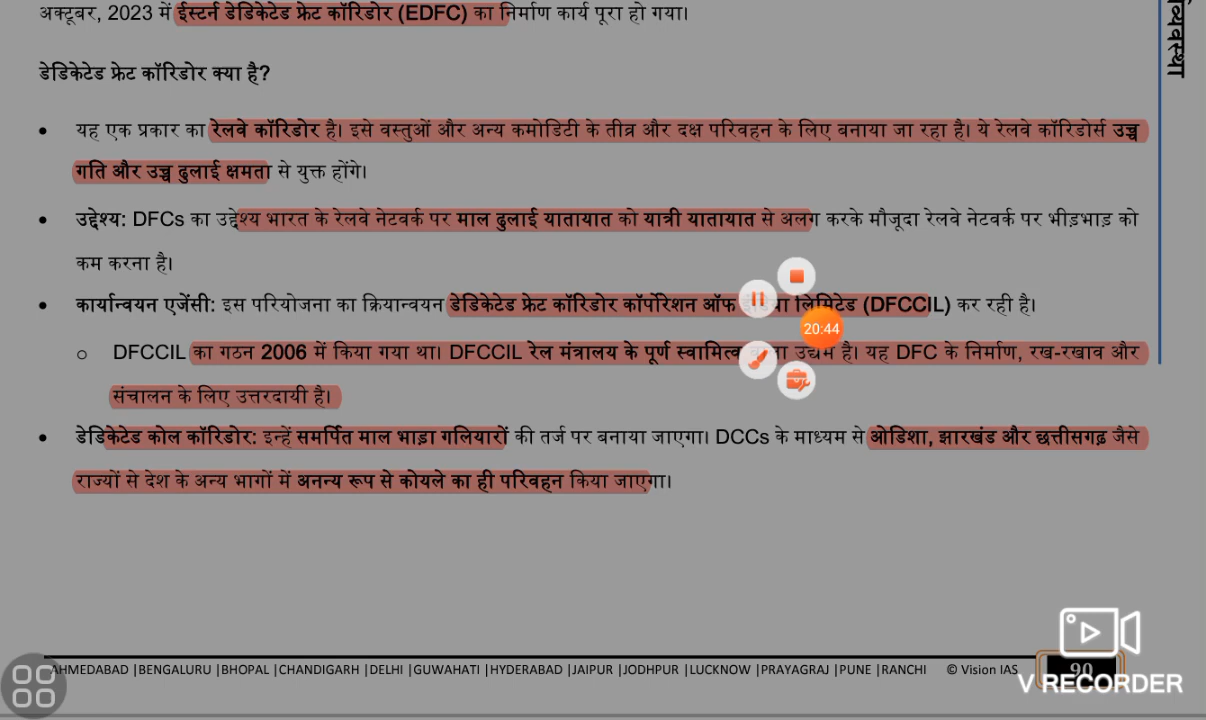 अक्टूबर, 2023 में ईस्टर्न डेडिकेटेड फ्रेट कॉरिडोर (EDFC) का निर्माण कार्य पूरा हो गया।
व्यवस्था
डेडिकेटेड फ्रेट कॉरिडोर क्या है?
• यह एक प्रकार का रेलवे कॉरिडोर है। इसे वस्तुओं और अन्य कमोडिटी के तीव्र और दक्ष परिवहन के लिए बनाया जा रहा है। ये रेलवे कॉरिडोर्स उच्च
गति और उच्च ढुलाई क्षमता से युक्त होंगे।
• उद्देश्य: DFCs का उद्देश्य भारत के रेलवे नेटवर्क पर माल ढुलाई यातायात को यात्री यातायात से अलग करके मौजूदा रेलवे नेटवर्क पर भीड़भाड़ को
कम करना है।
• कार्यान्वयन एजेंसी: इस परियोजना का क्रियान्वयन डेडिकेटेड फ्रेट कॉरिडोर कॉर्पोरेशन ऑफ लिमिटेड (DFCCIL) कर रही है।
20:44
o DFCCIL का गठन 2006 में किया गया था। DFCCIL रेल मंत्रालय के पूर्ण स्वामित्व उद्यम है। यह DFC के निर्माण, रख-रखाव और
संचालन के लिए उत्तरदायी है।
• डेडिकेटेड कोल कॉरिडोर: इन्हें समर्पित माल भाड़ा गलियारों की तर्ज पर बनाया जाएगा। DCCs के माध्यम से ओडिशा, झारखंड और छत्तीसगढ़ जैसे
राज्यों से देश के अन्य भागों में अनन्य रूप से कोयले का ही परिवहन किया जाएगा।
AHMEDABAD |BENGALURU |BHOPAL |CHANDIGARH |DELHI |GUWAHATI |HYDERABAD |JAIPUR |JODHPUR |LUCKNOW |PRAYAGRAJ |PUNE |RANCHI © Vision IAS
90
V RECORDER